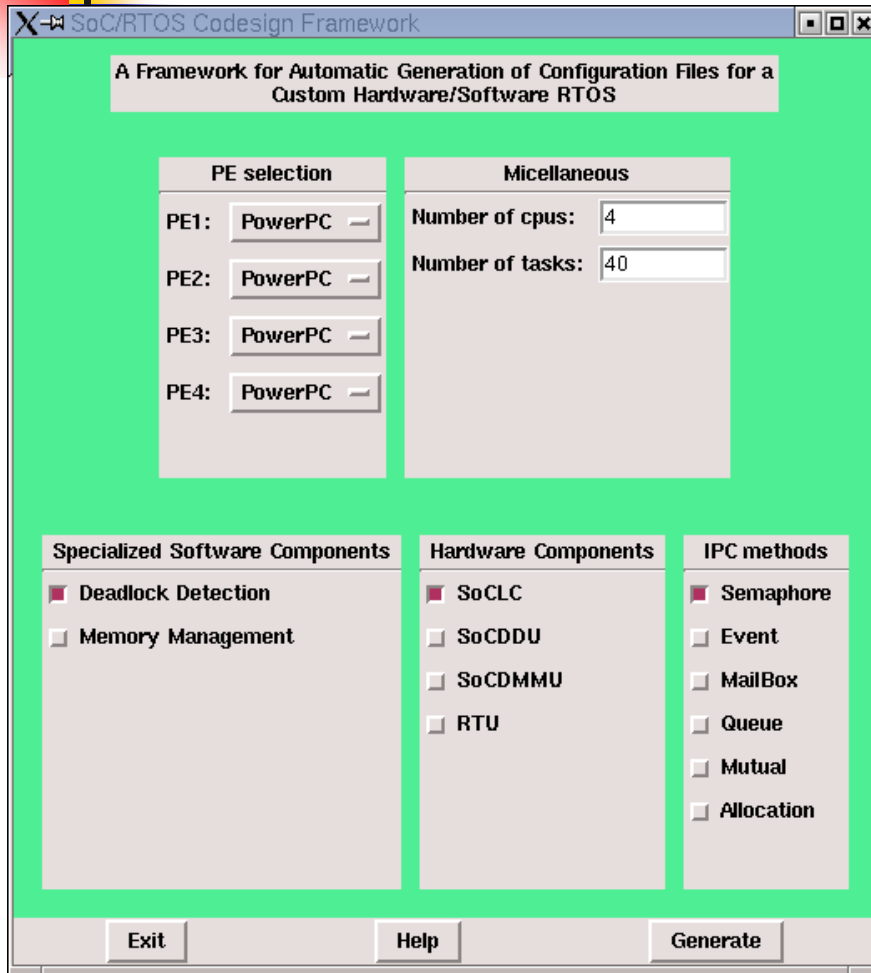 SoC/RTOS Codesign Framework
A Framework for Automatic Generation of Configuration Files for a
Custom Hardware/Software RTOS
PE selection
PE1: PowerPC
PE2: PowerPC
PE3: PowerPC
PE4: PowerPC
Micellaneous
Number of cpus: 4
Number of tasks: 40
Specialized Software Components
Deadlock Detection
Memory Management
Hardware Components
SoCLC
SoCDDU
SoCDMMU
RTU
IPC methods
Semaphore
Event
MailBox
Queue
Mutual
Allocation
Exit
Help
Generate